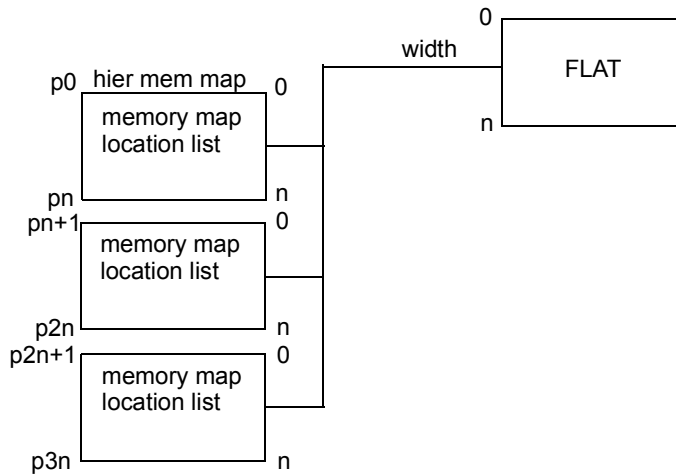 0
width
FLAT
n
p0 hier mem map 0
memory map
location list
pn n
pn+1 0
memory map
location list
p2n n
p2n+1 0
memory map
location list
p3n n